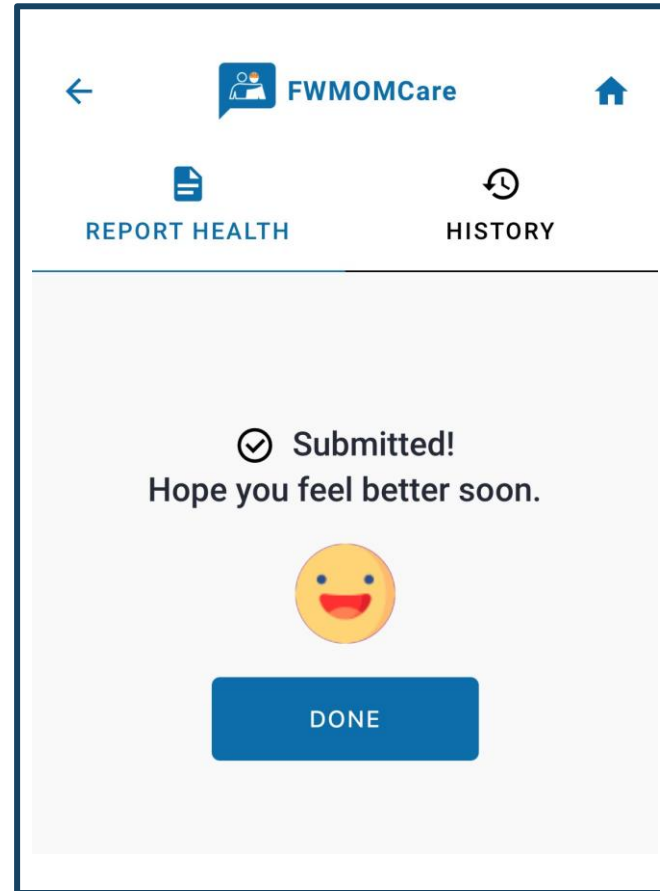 FWMOMCare
REPORT HEALTH
HISTORY
Submitted!
Hope you feel better soon.
DONE